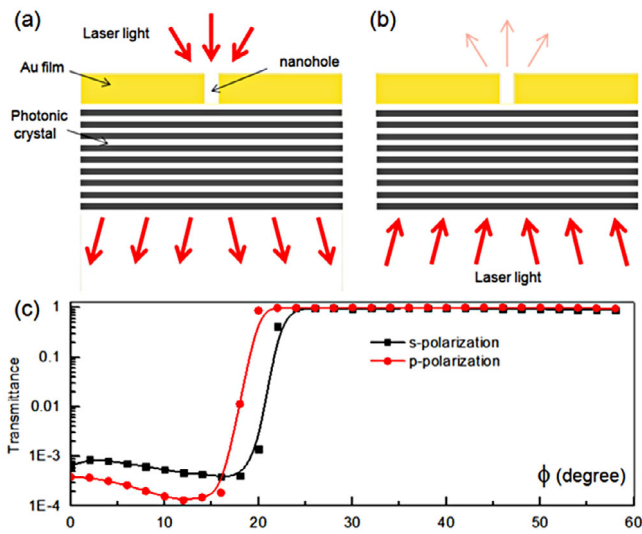 (a)
Laser light
Au film
nanohole
Photonic
crystal
(b)
Laser light
(c)
Transmittance
1
0.1
0.01
1E-3
1E-4
s-polarization
p-polarization
ϕ (degree)
0 10 20 30 40 50 60